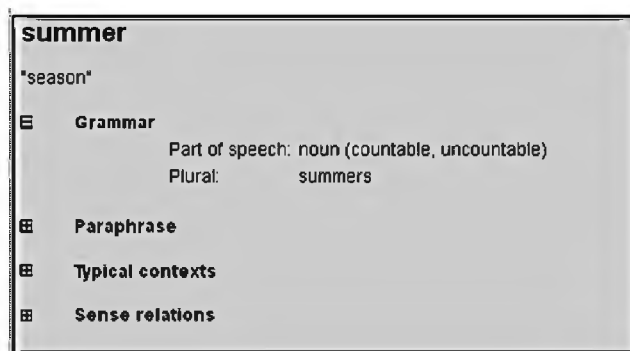 summer
"season"
Grammar
Part of speech: noun (countable, uncountable)
Plural: summers
Paraphrase
Typical contexts
Sense relations